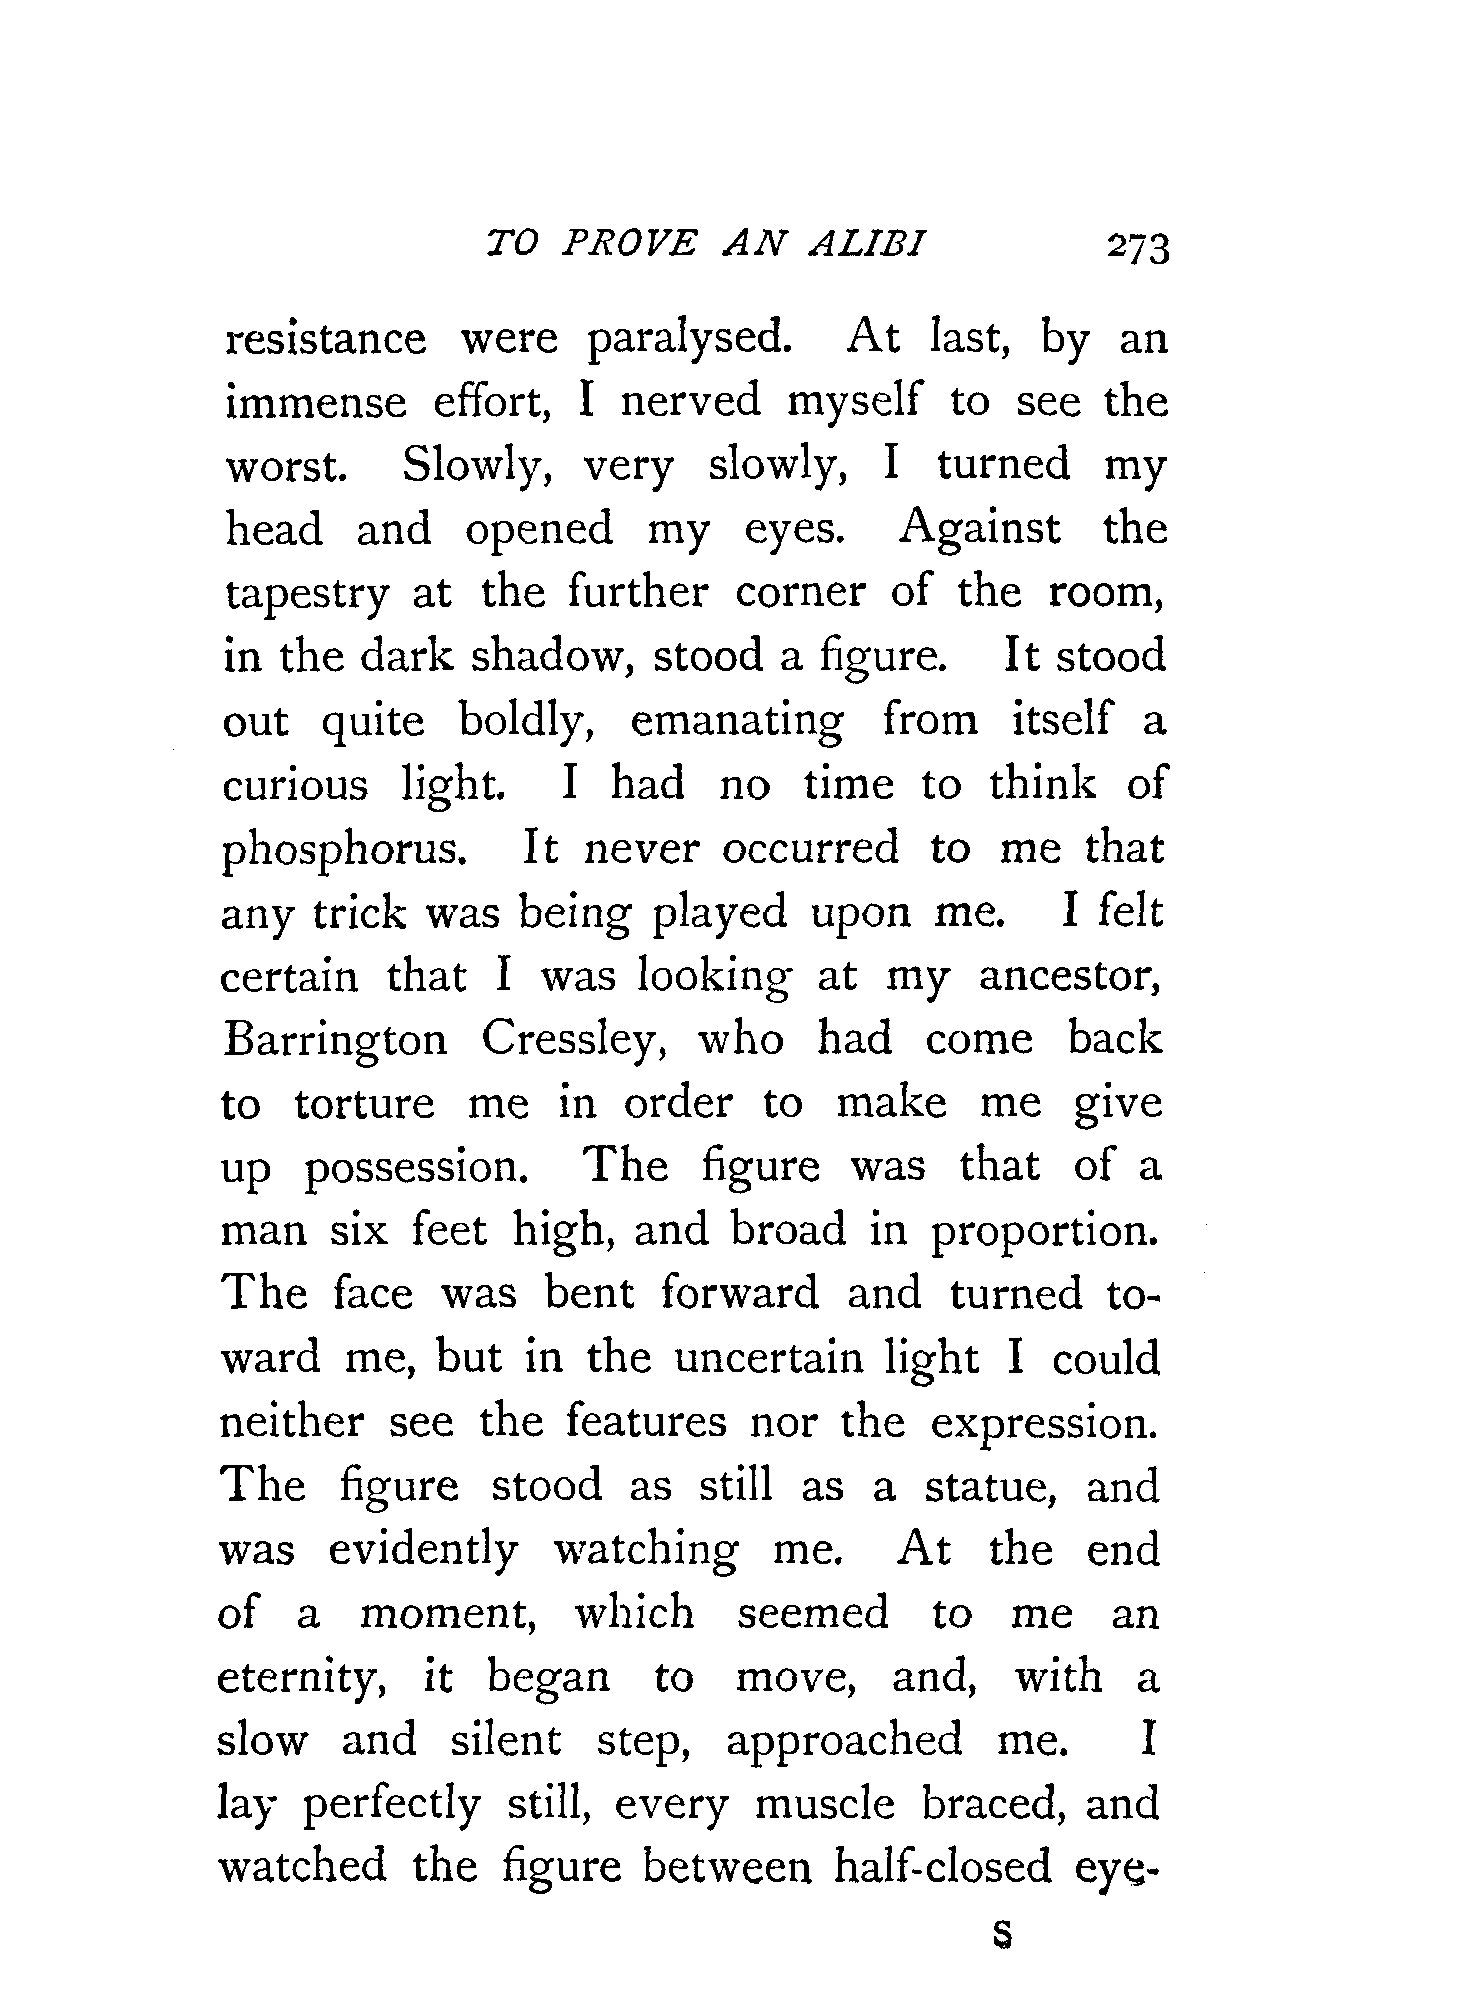 TO PROVE AN ALIBI 273
resistance were paralysed. At last, by an
immense effort, I nerved myself to see the
worst. Slowly, very slowly, I turned my
head and opened my eyes. Against the
tapestry at the further corner of the room,
in the dark shadow, stood a figure. It stood
out quite boldly, emanating from itself a
curious light. I had no time to think of
phosphorus. It never occurred to me that
any trick was being played upon me. I felt
certain that I was looking at my ancestor,
Barrington Cressley, who had come back
to torture me in order to make me give
up possession. The figure was that of a
man six feet high, and broad in proportion.
The face was bent forward and turned to-
ward me, but in the uncertain light I could
neither see the features nor the expression.
The figure stood as still as a statue, and
was evidently watching me. At the end
of a moment, which seemed to me an
eternity, it began to move, and, with a
slow and silent step, approached me. I
lay perfectly still, every muscle braced, and
watched the figure between half-closed eye-
S